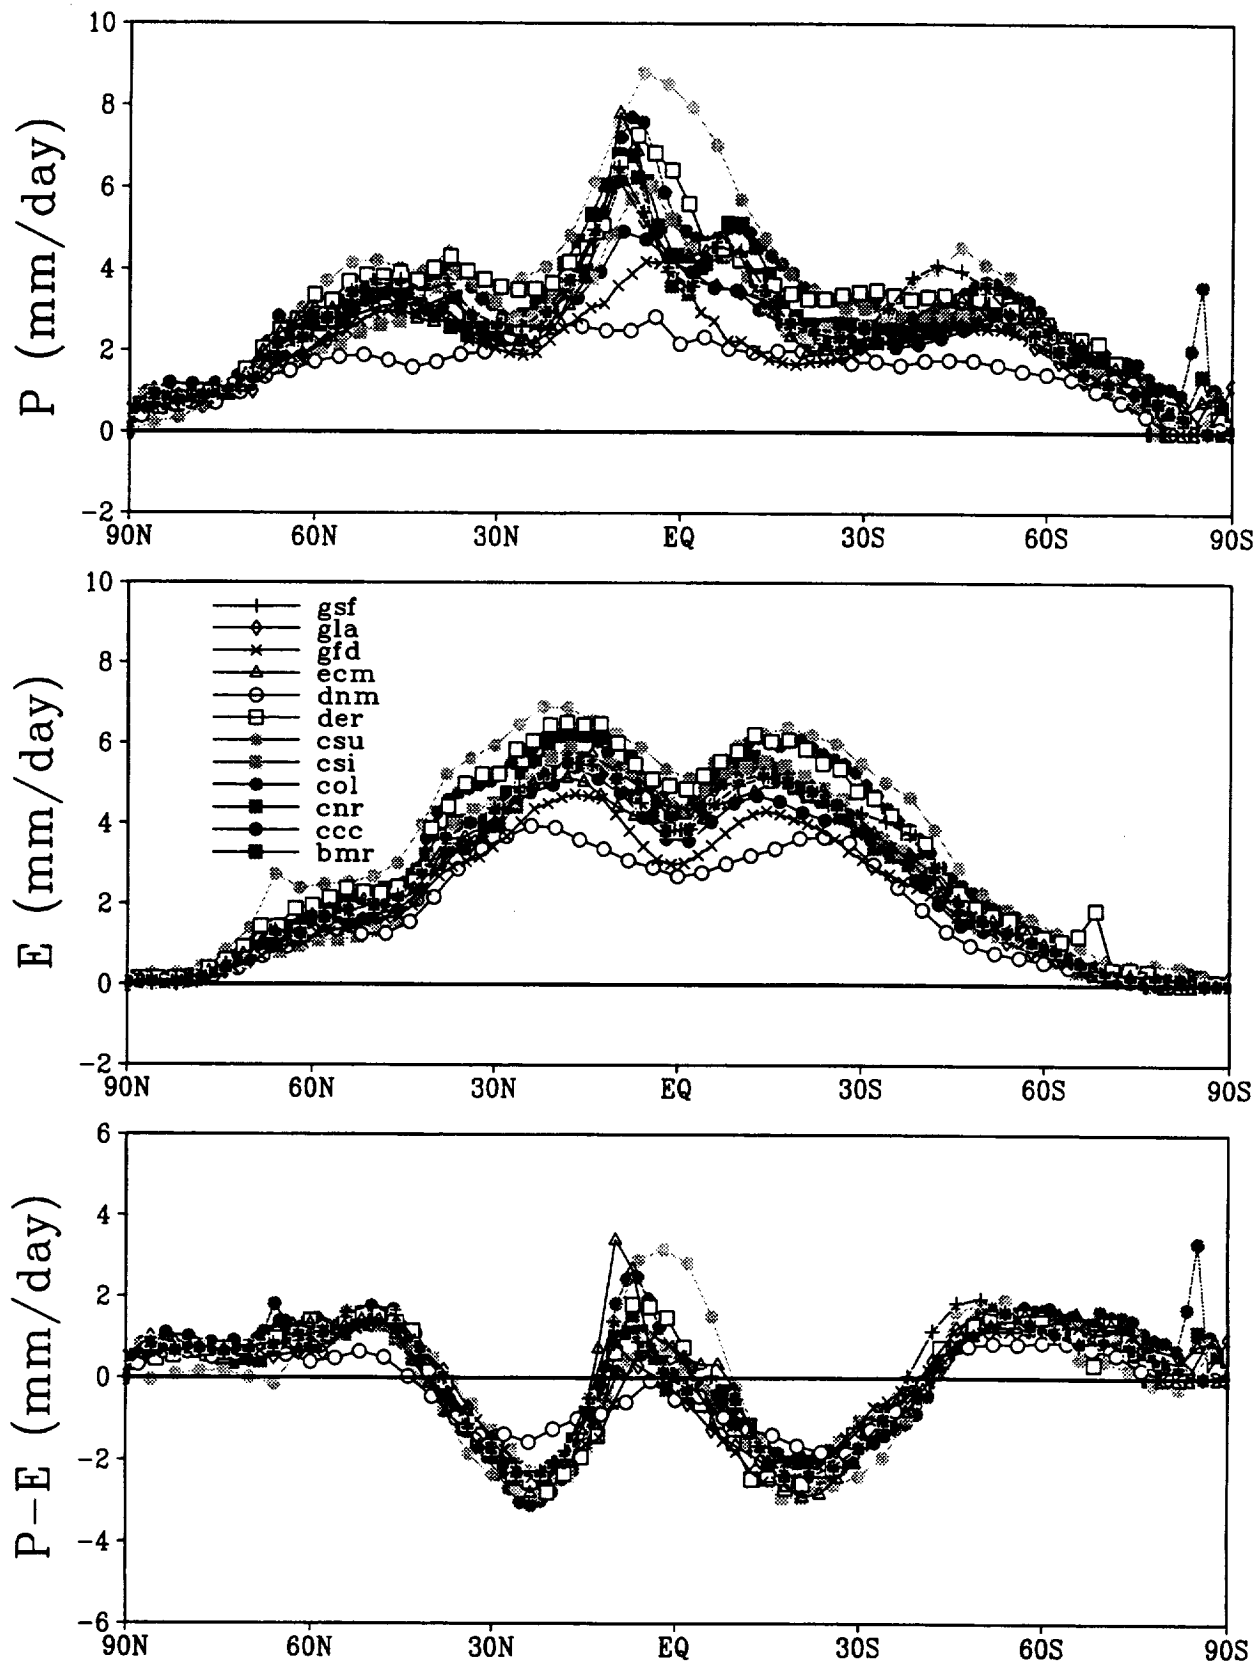 10
8
6
4
2
0
-2
P (mm/day)
90N 60N 30N EQ 30S 60S 90S
10
8
6
4
2
0
-2
E (mm/day)
gsf
gla
gfd
ecm
dnm
der
csu
csi
col
cnr
ccc
bmr
90N 60N 30N EQ 30S 60S 90S
6
4
2
0
-2
-4
-6
P-E (mm/day)
90N 60N 30N EQ 30S 60S 90S